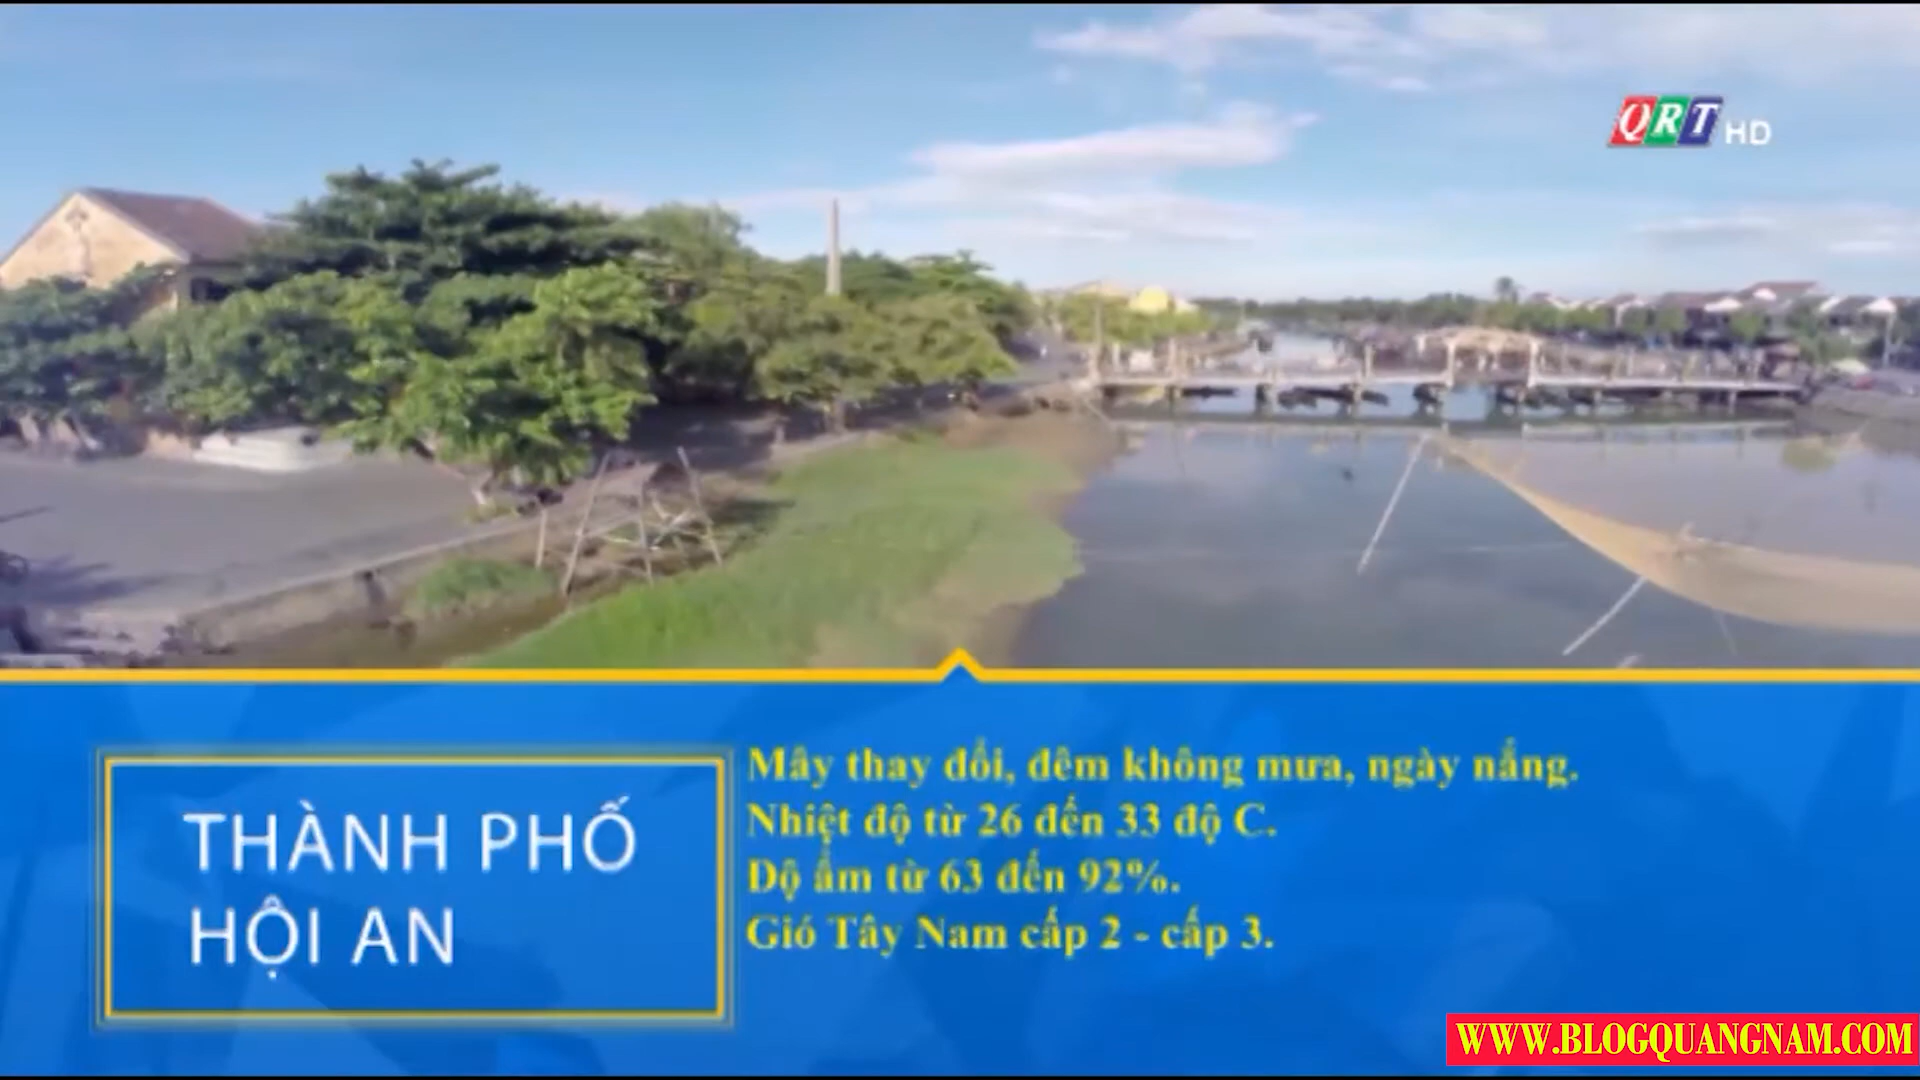 QRT HD
THÀNH PHỐ
HỘI AN
Mây thay đổi, đêm không mưa, ngày nắng.
Nhiệt độ từ 26 đến 33 độ C.
Độ ẩm từ 63 đến 92%.
Gió Tây Nam cấp 2 - cấp 3.
WWW.BLOGQUANGNAM.COM